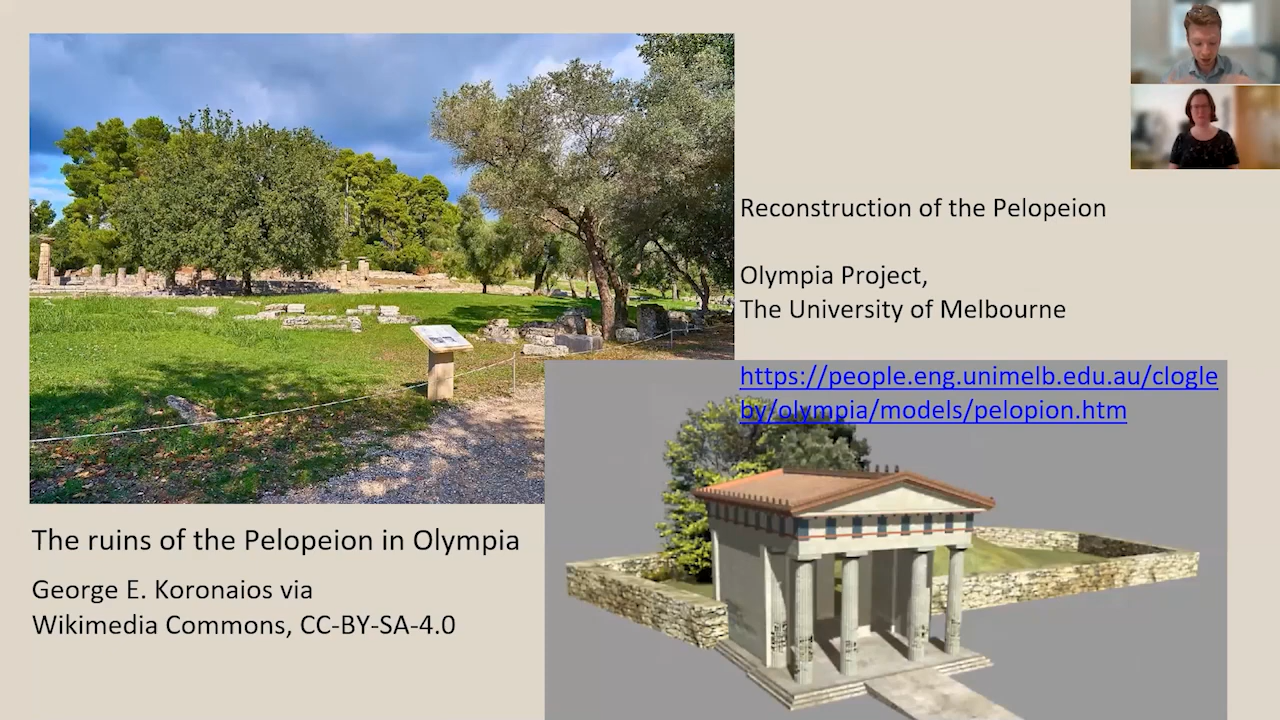 Reconstruction of the Pelopeion
Olympia Project,
The University of Melbourne
https://people.eng.unimelb.edu.au/clogle
by/olympia/models/pelopion.htm
The ruins of the Pelopeion in Olympia
George E. Koronaios via
Wikimedia Commons, CC-BY-SA-4.0